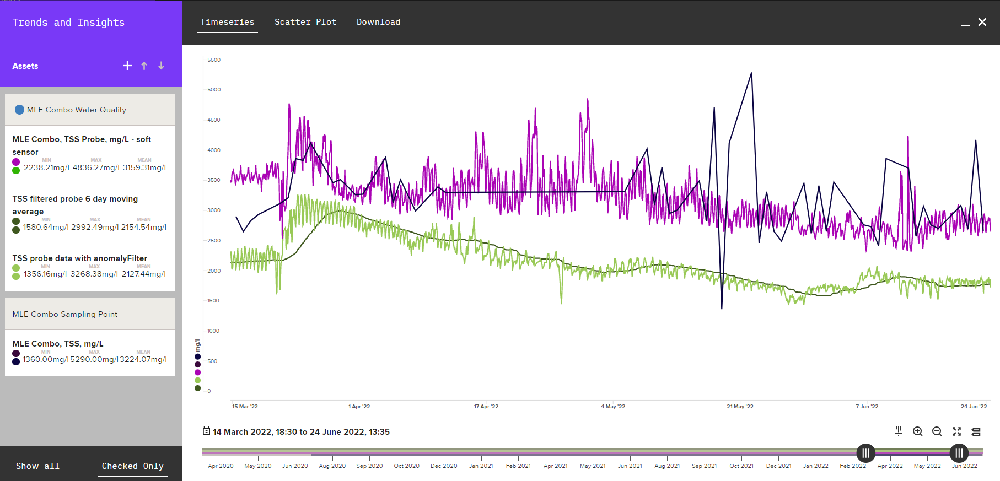 Trends and Insights
Timeseries Scatter Plot Download
Assets
MLE Combo Water Quality
MLE Combo, TSS Probe, mg/L - soft
sensor
MIN MAX MEAN
2238.21mg/l 4836.27mg/l 3159.31mg/l
TSS filtered probe 6 day moving
average
MIN MAX MEAN
1580.64mg/l 2992.49mg/l 2154.54mg/l
TSS probe data with anomalyFilter
MIN MAX MEAN
1356.16mg/l 3268.38mg/l 2127.44mg/l
MLE Combo Sampling Point
MLE Combo, TSS, mg/L
MIN MAX MEAN
1360.00mg/l 5290.00mg/l 3224.07mg/l
Show all Checked Only
5500
5000
4500
4000
3500
3000
2500
2000
1500
1000
500
0
mg/l
15 Mar '22 1 Apr '22 17 Apr '22 4 May '22 21 May '22 7 Jun '22 24 Jun '22
14 March 2022, 18:30 to 24 June 2022, 13:35
Apr 2020 May 2020 Jun 2020 Aug 2020 Sep 2020 Oct 2020 Dec 2020 Jan 2021 Feb 2021 Apr 2021 May 2021 Jun 2021 Aug 2021 Sep 2021 Oct 2021 Dec 2021 Jan 2022 Feb 2022 Apr 2022 May 2022 Jun 2022